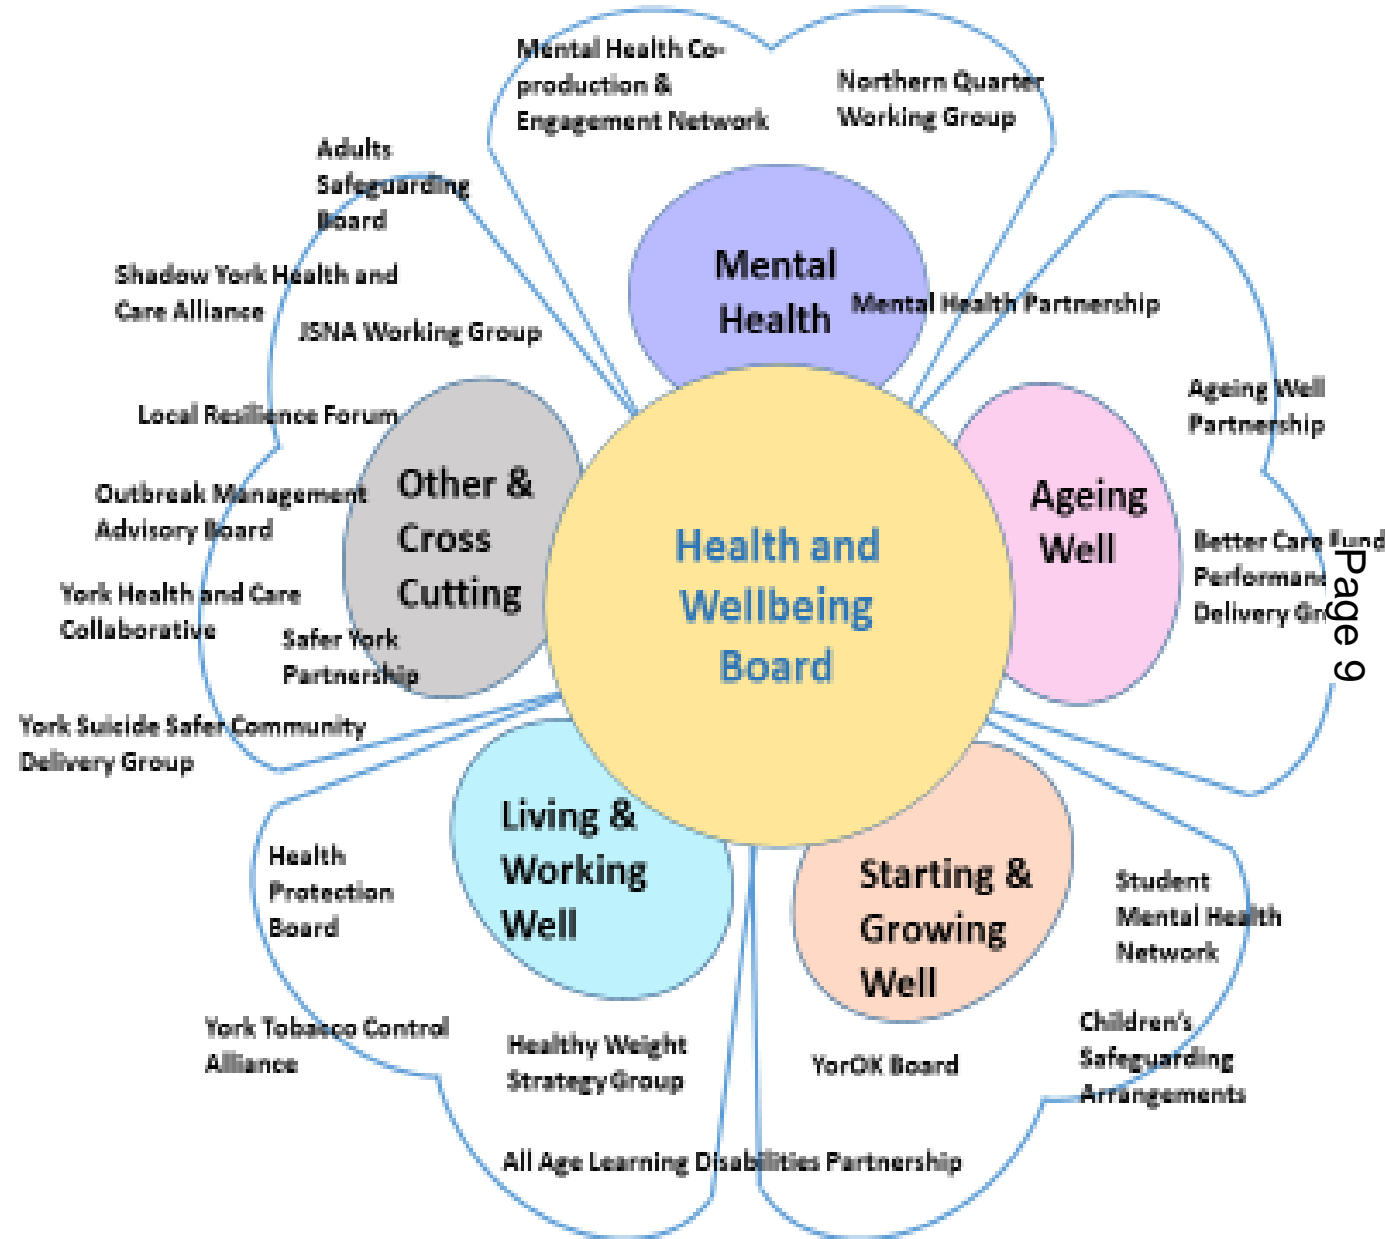 Mental Health Co-
production &
Engagement Network
Northern Quarter
Working Group
Adults
Safeguarding
Board
Shadow York Health and
Care Alliance
JSNA Working Group
Mental
Health
Mental Health Partnership
Local Resilience Forum
Ageing Well
Partnership
Outbreak Management
Advisory Board
Other &
Cross
Cutting
Ageing
Well
Better Care Fund
Delivery
York Health and Care
Collaborative
Safer York
Partnership
Health and
Wellbeing
Board
Page 9
York Suicide Safer Community
Delivery Group
Living &
Working
Well
Starting &
Growing
Well
Health
Protection
Board
Student
Mental Health
Network
York Tobacco Control
Alliance
Healthy Weight
Strategy Group
YorOK Board
Children's
Safeguarding
Arrangements
All Age Learning Disabilities Partnership